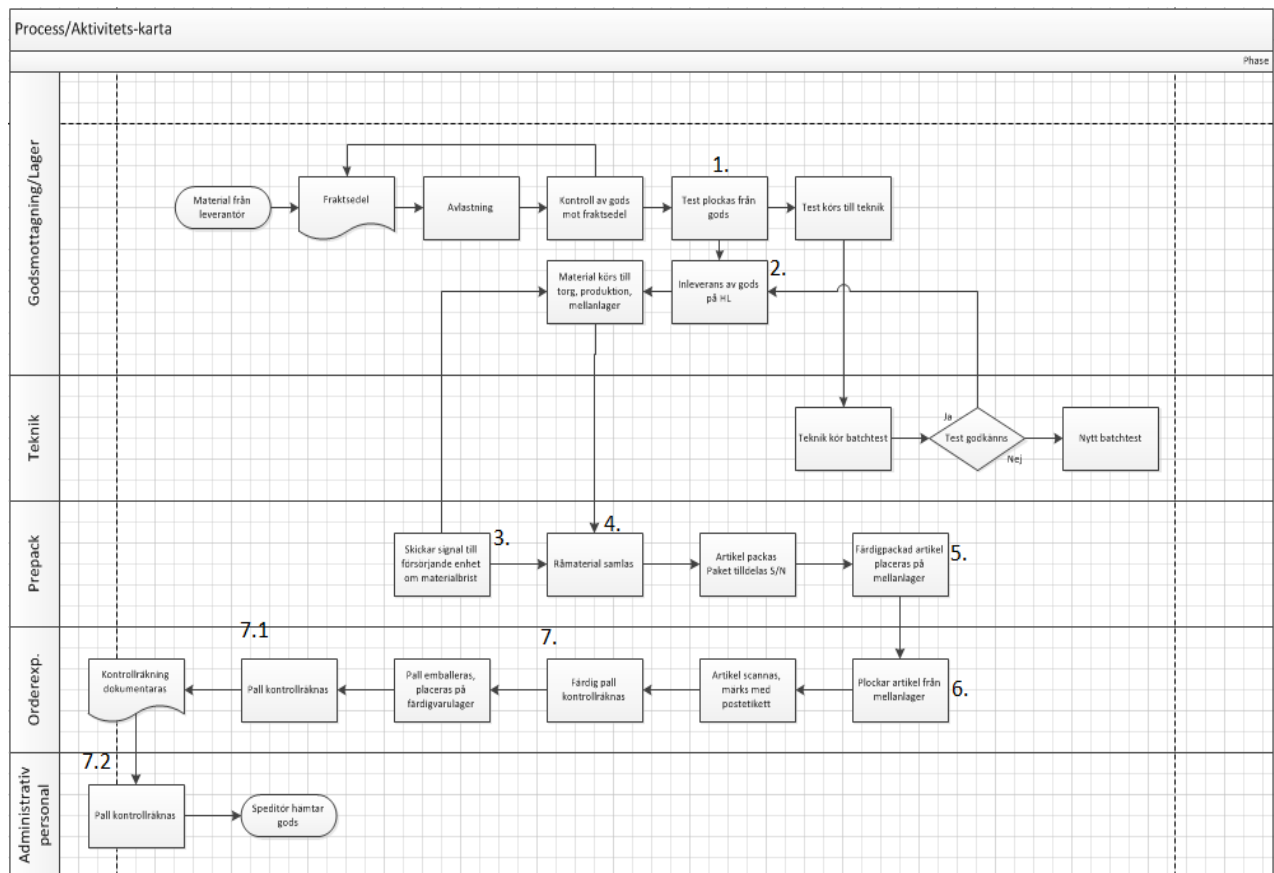 Process/Aktivitets-karta
Phase
Godsmottagning/Lager
1.
Material från
leverantör
Fraktsedel
Avlastning
Kontroll av gods
mot fraktsedel
Test plockas från
gods
Test körs till teknik
Material körs till
torg, produktion,
mellanlager
Inleverans av gods
på HL
2.
Teknik
Teknik kör batchtest
Ja
Test godkänns
Nej
Nytt batchtest
Prepack
Skickar signal till
försörjande enhet
om materialbrist
3.
4.
Råmaterial samlas
Artikel packas
Paket tilldelas S/N
Färdigpackad artikel
placeras på
mellanlager
5.
Orderexp.
7.1
7.
Kontrollräkning
dokumentaras
Pall kontrollräknas
Pall emballeras,
placeras på
färdigvarulager
Färdig pall
kontrollräknas
Artikel scannas,
märks med
postetikett
Plockar artikel från
mellanlager
6.
Administrativ
personal
7.2
Pall kontrollräknas
Speditör hämtar
gods